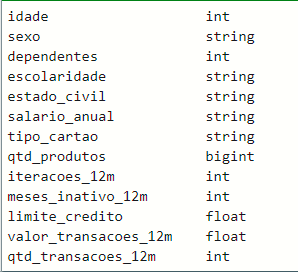 idade int
sexo string
dependentes int
escolaridade string
estado_civil string
salario_anual string
tipo_cartao string
qtd_produtos bigint
iteracoes_12m int
meses_inativo_12m int
limite_credito float
valor_transacoes_12m float
qtd_transacoes_12m int